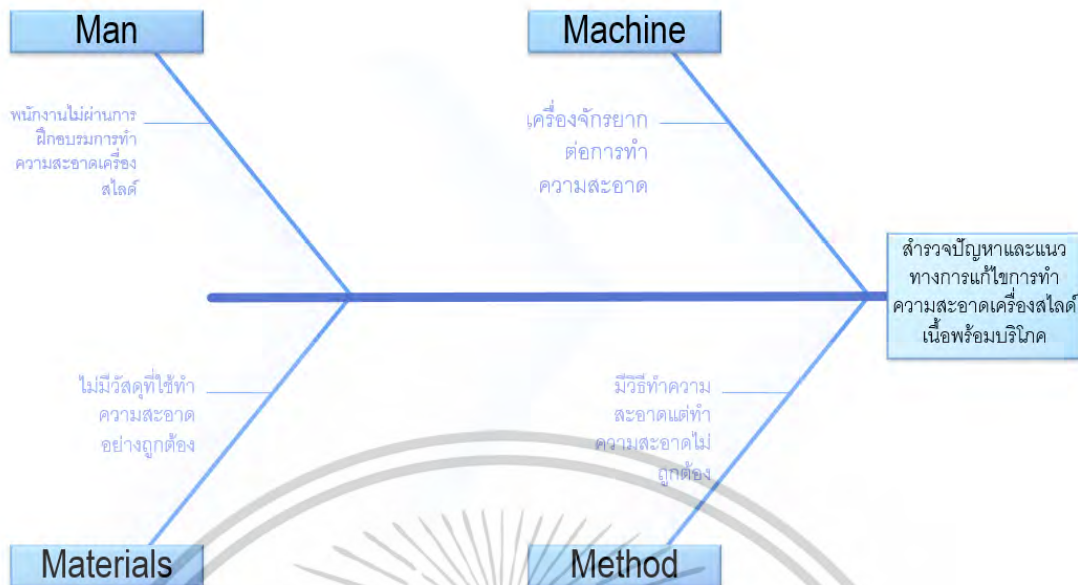 Man
พนักงานไม่ผ่านการ
ฝึกอบรมการทำ
ความสะอาดเครื่อง
สไลด์
Machine
เครื่องจักรยาก
ต่อการทำ
ความสะอาด
สำรวจปัญหาและแนว
ทางการแก้ไขการทำ
ความสะอาดเครื่องสไลด์
เนื้อพร้อมบริโภค
ไม่มีวัสดุที่ใช้ทำ
ความสะอาด
อย่างถูกต้อง
Materials
มีวิธีทำความ
สะอาดแต่ทำ
ความสะอาดไม่
ถูกต้อง
Method